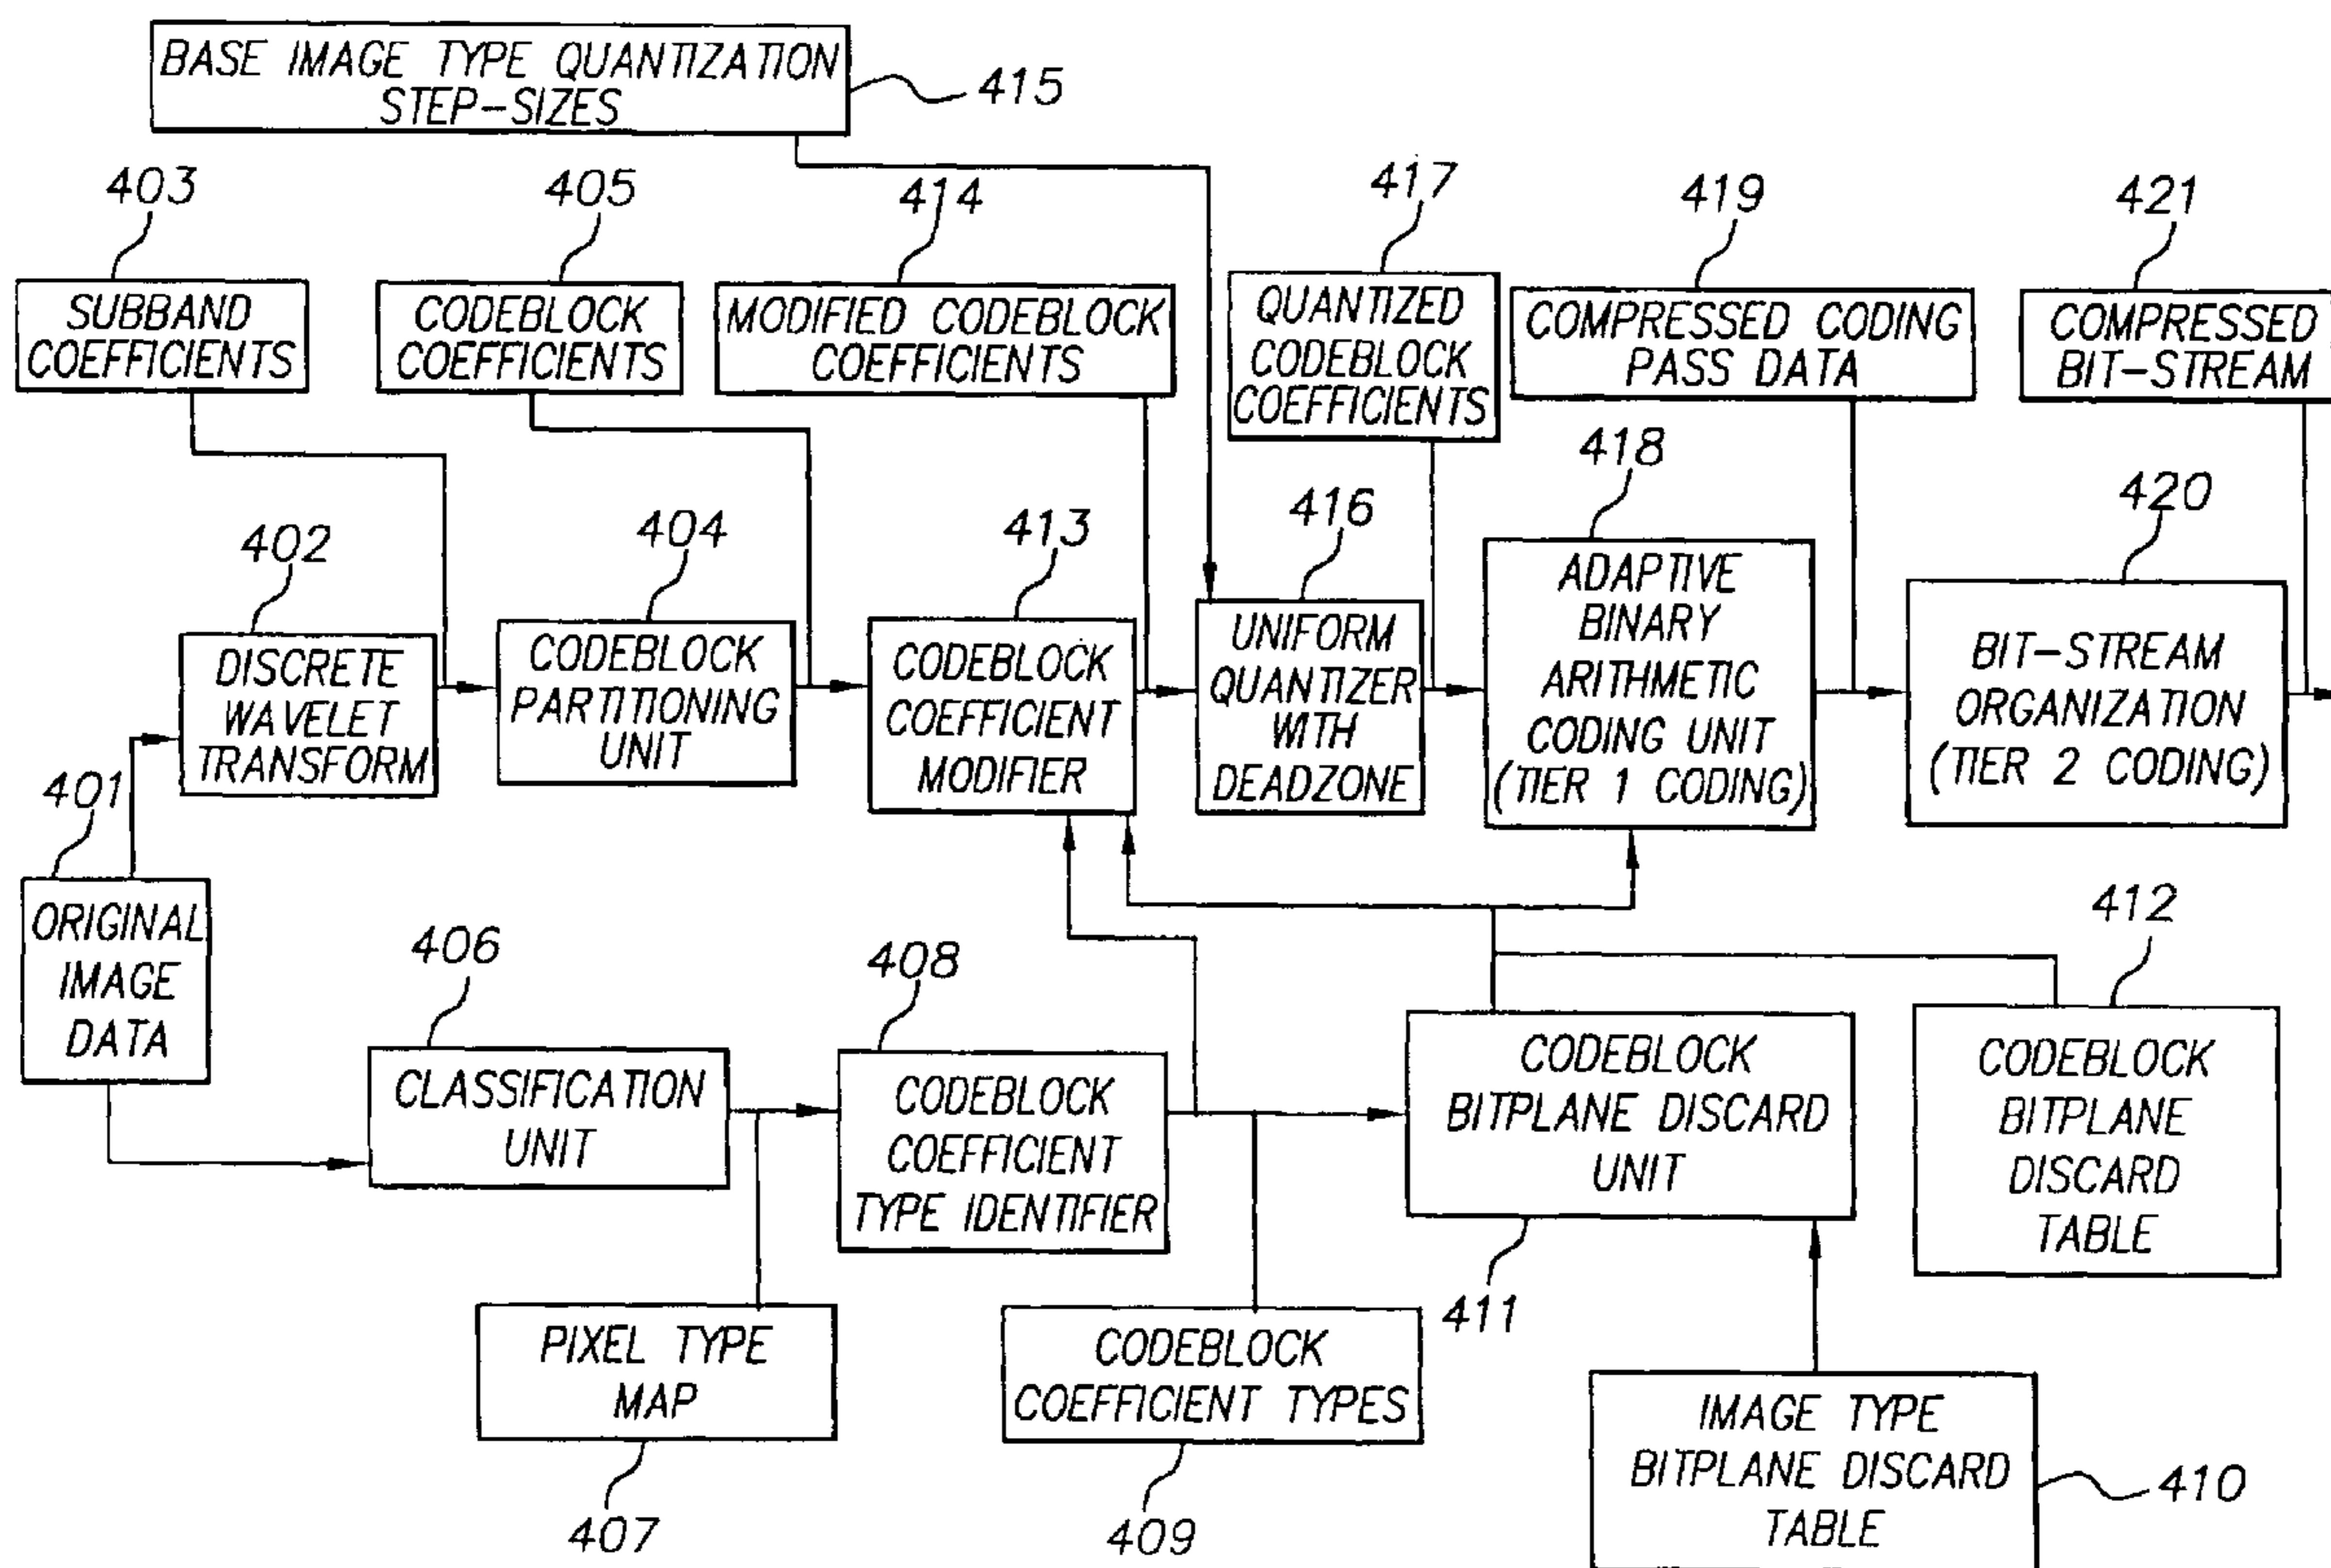 BASE IMAGE TYPE QUANTIZATION
STEP-SIZES
415
403
405
414
417
419
421
SUBBAND
COEFFICIENTS
CODEBLOCK
COEFFICIENTS
MODIFIED CODEBLOCK
COEFFICIENTS
QUANTIZED
CODEBLOCK
COEFFICIENTS
COMPRESSED CODING
PASS DATA
COMPRESSED
BIT-STREAM
402
404
413
416
418
420
DISCRETE
WAVELET
TRANSFORM
CODEBLOCK
PARTITIONING
UNIT
CODEBLOCK
COEFFICIENT
MODIFIER
UNIFORM
QUANTIZER
WITH
DEADZONE
ADAPTIVE
BINARY
ARITHMETIC
CODING UNIT
(TIER 1 CODING)
BIT-STREAM
ORGANIZATION
(TIER 2 CODING)
401
ORIGINAL
IMAGE
DATA
406
CLASSIFICATION
UNIT
408
CODEBLOCK
COEFFICIENT
TYPE IDENTIFIER
CODEBLOCK
BITPLANE DISCARD
UNIT
411
412
CODEBLOCK
BITPLANE
DISCARD
TABLE
PIXEL TYPE
MAP
407
CODEBLOCK
COEFFICIENT TYPES
409
IMAGE TYPE
BITPLANE DISCARD
TABLE
410